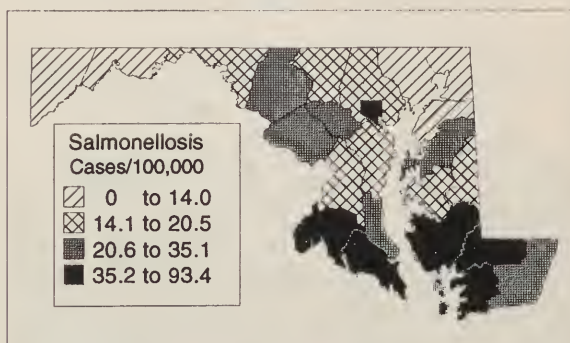 Salmonellosis
Cases/100,000
0 to 14.0
14.1 to 20.5
20.6 to 35.1
35.2 to 93.4